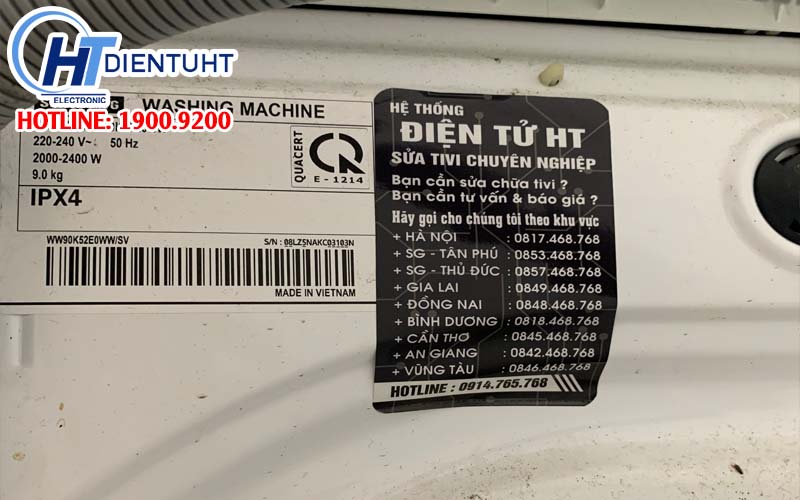 HT
DIENTUHT
ELECTRONIC
HOTLINE: 1900.9200
WASHING MACHINE
220-240 V~ 50 Hz
2000-2400 W
9.0 kg
IPX4
QUACERT
E - 1214
WW90K52E0WW/SV
S/N : 08LZ5NAKC03103N
MADE IN VIETNAM
HỆ THỐNG
ĐIỆN TỬ HT
SỬA TIVI CHUYÊN NGHIỆP
Bạn cần sửa chữa tivi ?
Bạn cần tư vấn & báo giá ?
Hãy gọi cho chúng tôi theo khu vực
+ HÀ NỘI : 0817.468.768
+ SG - TÂN PHÚ : 0853.468.768
+ SG - THỦ ĐỨC : 0857.468.768
+ GIA LAI : 0849.468.768
+ ĐỒNG NAI : 0848.468.768
+ BÌNH DƯƠNG : 0818.468.768
+ CẦN THƠ : 0845.468.768
+ AN GIANG : 0842.468.768
+ VŨNG TÀU : 0846.468.768
HOTLINE : 0914.765.768